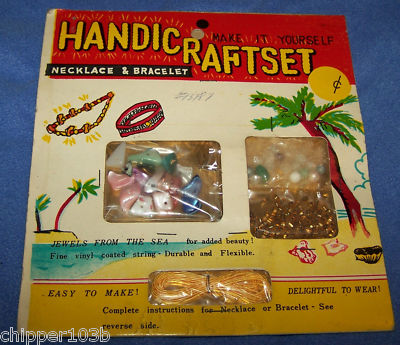 HANDICRAFTSET
MAKE IT YOURSELF
NECKLACE & BRACELET
¢
JEWELS FROM THE SEA for added beauty!
Fine vinyl coated string - Durable and Flexible.
EASY TO MAKE! DELIGHTFUL TO WEAR!
Complete instructions for Necklace or Bracelet - See
reverse side.
chipper103b